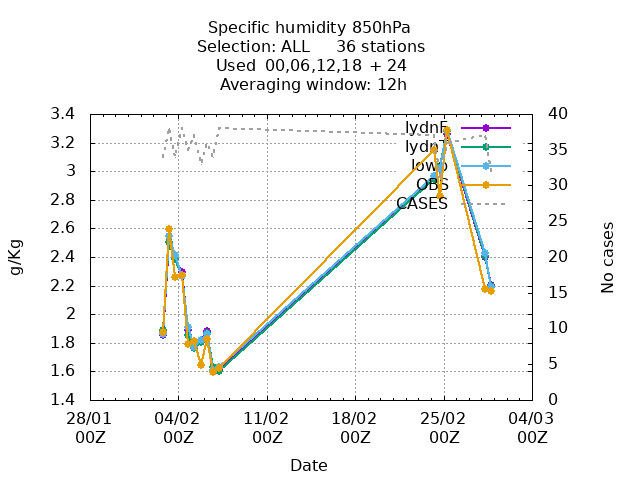 Specific humidity 850hPa
Selection: ALL 36 stations
Used 00,06,12,18 + 24
Averaging window: 12h
g/Kg
No cases
3.4
3.2
3
2.8
2.6
2.4
2.2
2
1.8
1.6
1.4
40
35
30
25
20
15
10
5
0
lydnF
lydnT
lowp
OBS
CASES
28/01 04/02 11/02 18/02 25/02 04/03
00Z 00Z 00Z 00Z 00Z 00Z
Date